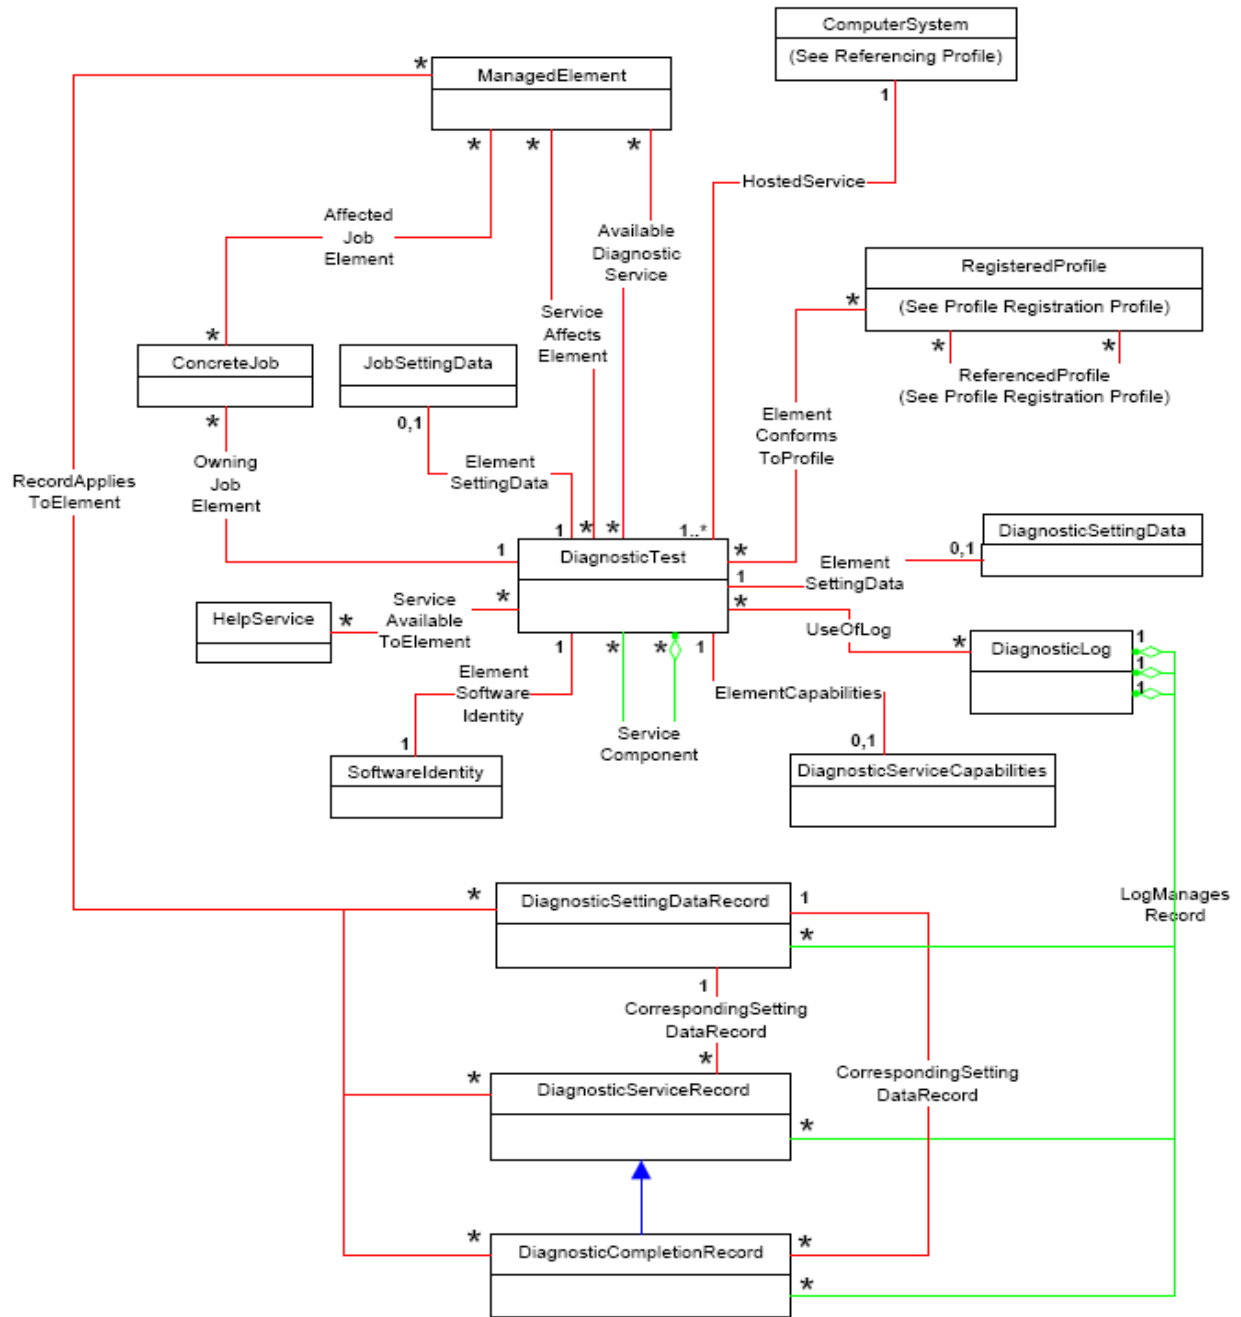 ComputerSystem
(See Referencing Profile)
1
*
ManagedElement
*
*
*
HostedService
Affected
Job
Element
Available
Diagnostic
Service
RegisteredProfile
(See Profile Registration Profile)
*
*
*
ReferencedProfile
(See Profile Registration Profile)
Service
Affects
Element
*
ConcreteJob
*
JobSettingData
0,1
Element
Conforms
ToProfile
Owning
Job
Element
Element
SettingData
RecordApplies
ToElement
1
1
*
*
1..*
DiagnosticTest
*
1
*
Element
SettingData
0,1
DiagnosticSettingData
HelpService
*
Service
Available
ToElement
*
UseOfLog
*
DiagnosticLog
1
1
1
1
*
*
1
Element
Software
Identity
ElementCapabilities
Service
Component
1
SoftwareIdentity
0,1
DiagnosticServiceCapabilities
*
DiagnosticSettingDataRecord
1
*
LogManages
Record
1
CorrespondingSetting
DataRecord
*
*
DiagnosticServiceRecord
*
CorrespondingSetting
DataRecord
*
DiagnosticCompletionRecord
*
*